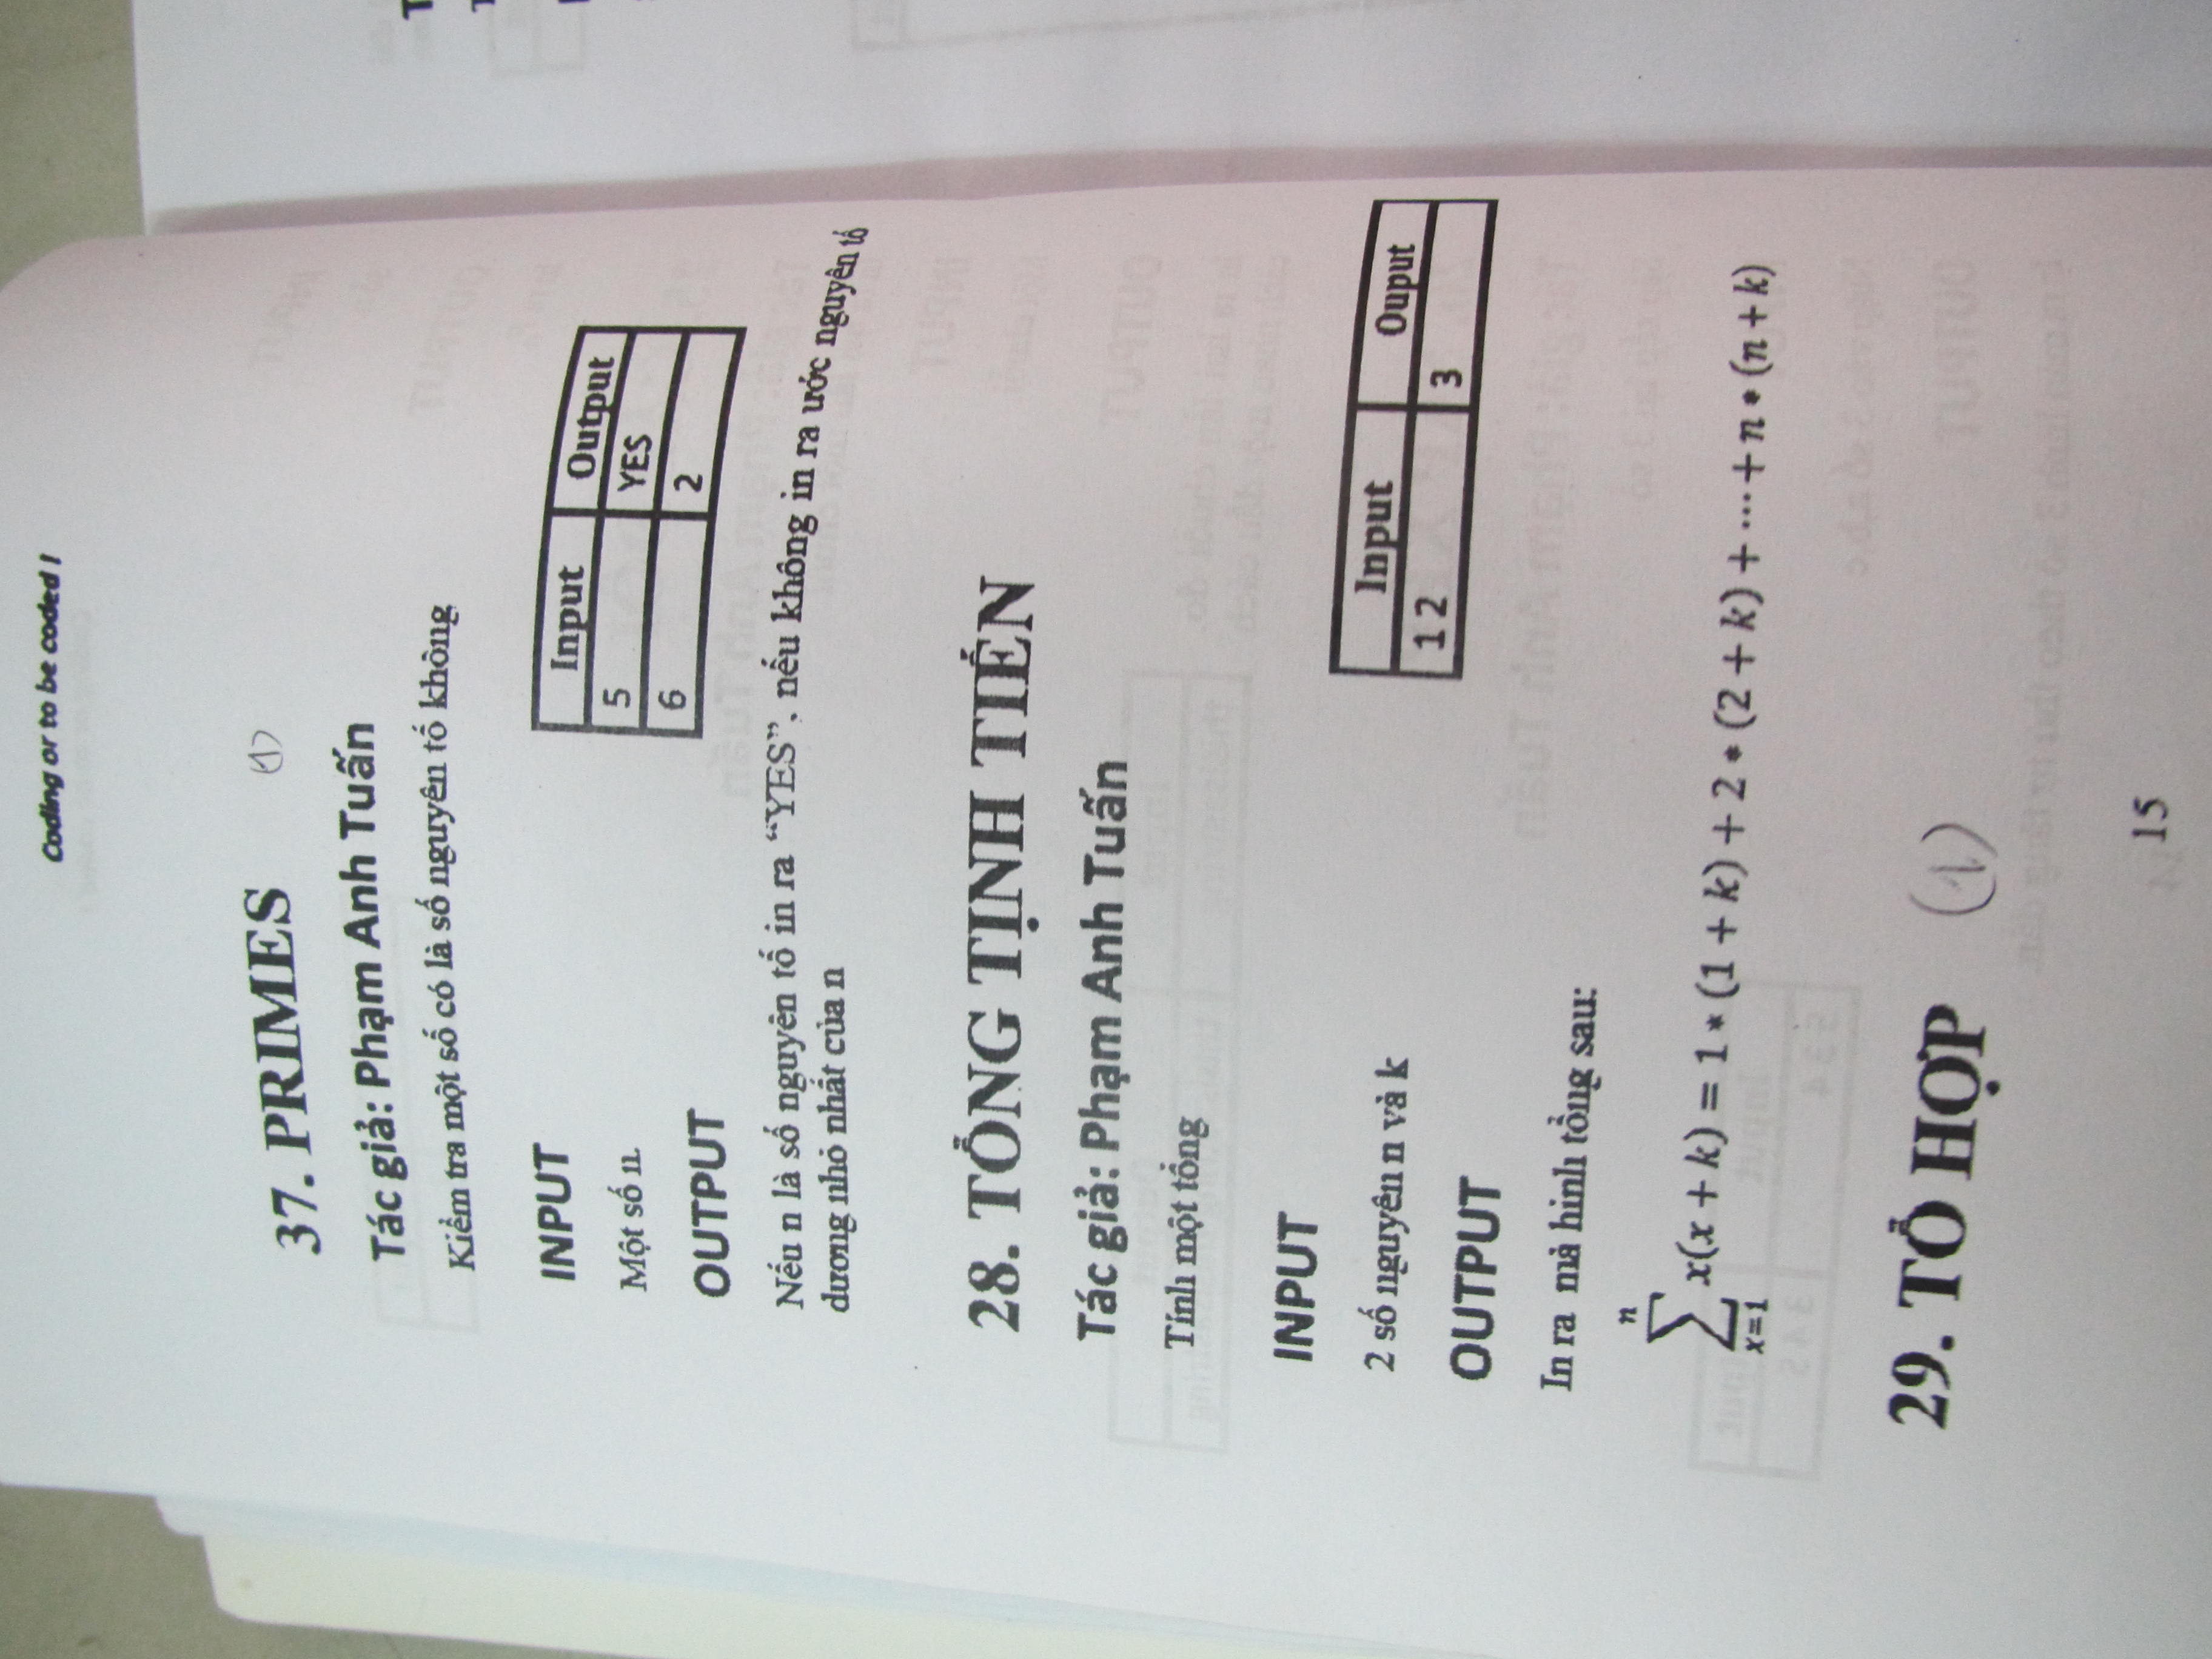 Coding or to be coded !
37. PRIMES (1)
Tác giả: Phạm Anh Tuấn
Kiểm tra một số có là số nguyên tố không
INPUT
Một số n.
OUTPUT
Input Output
5 YES
6 2
Nếu n là số nguyên tố in ra “YES”, nếu không in ra ước nguyên tố
dương nhỏ nhất của n
28. TỔNG TỊNH TIẾN
Tác giả: Phạm Anh Tuấn
Tính một tổng
INPUT
2 số nguyên n và k
OUTPUT
Input Ouput
1 2 3
In ra mà hình tổng sau:
n
∑ x(x + k) = 1 * (1 + k) + 2 * (2 + k) + ⋯ + n * (n + k)
x=1
29. TỔ HỢP (1)
15